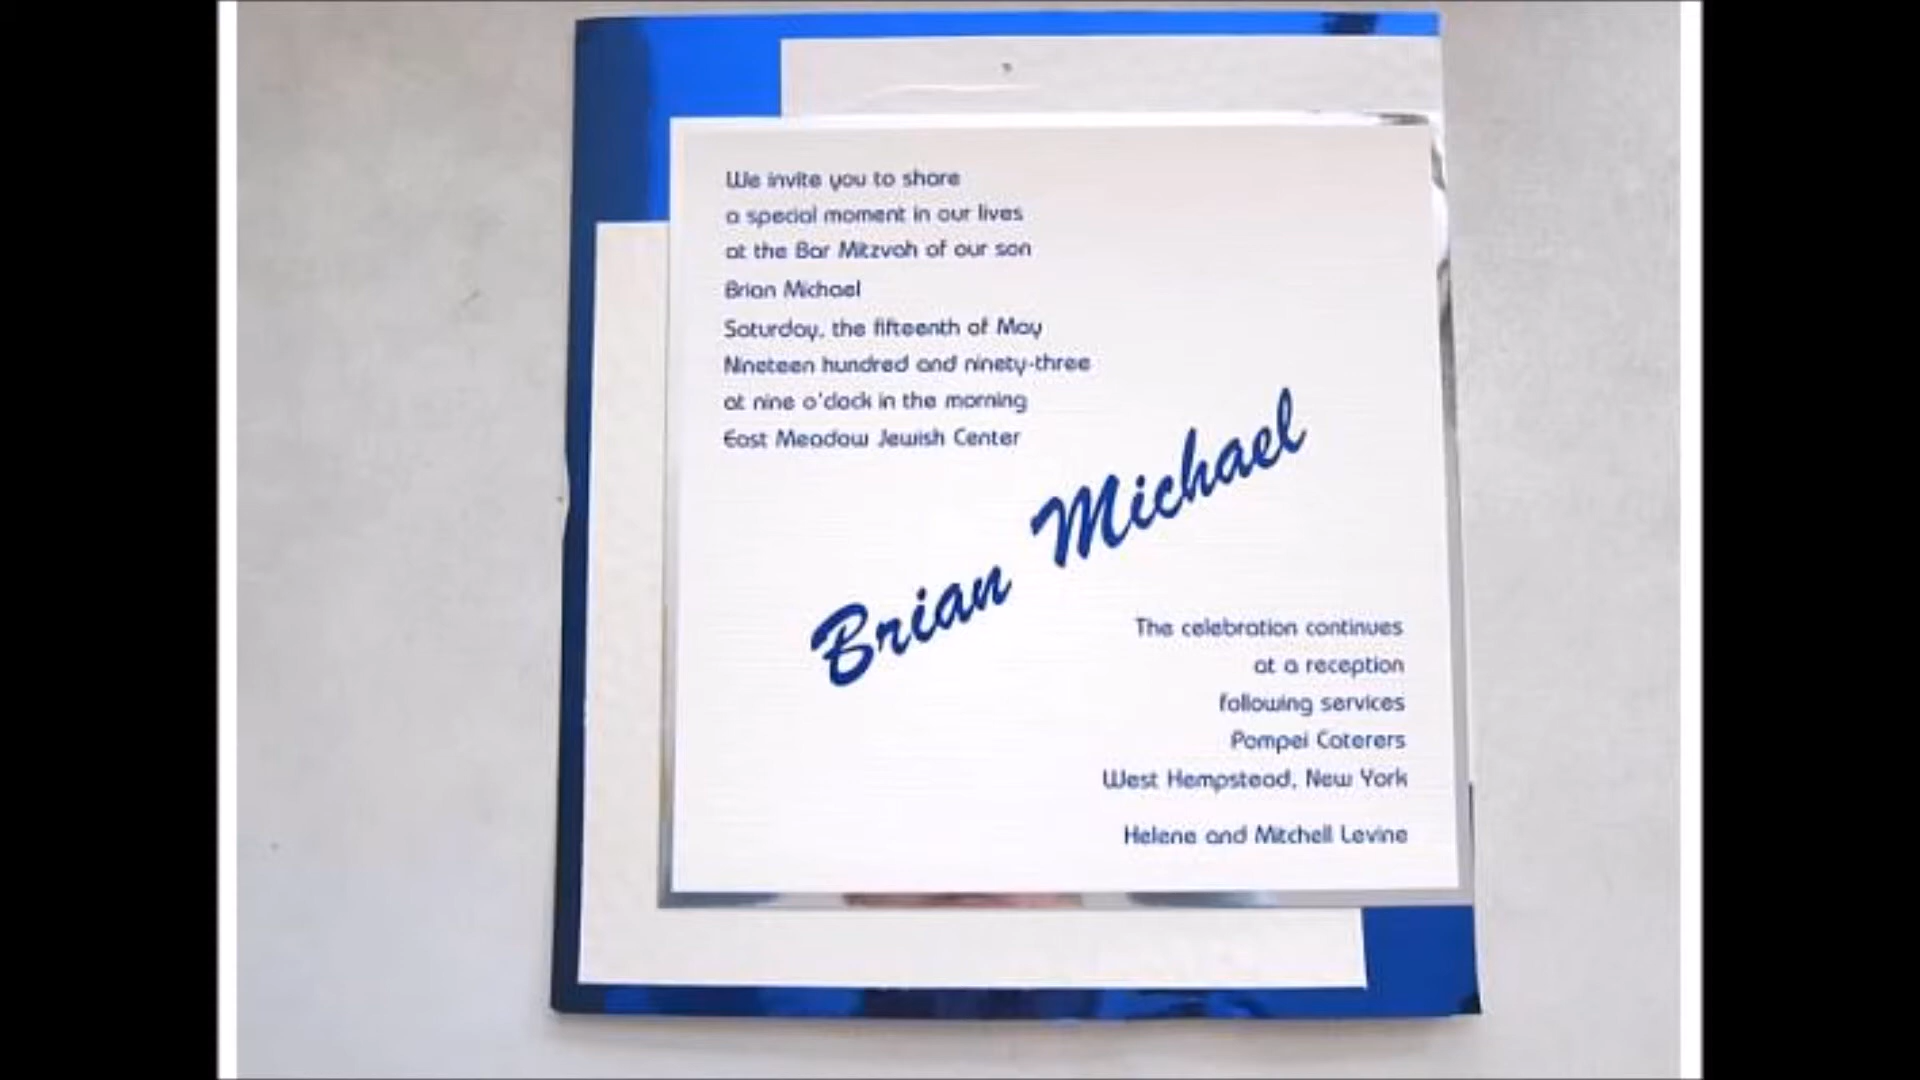 We invite you to share
a special moment in our lives
at the Bar Mitzvah of our son
Brian Michael
Saturday, the fifteenth of May
Nineteen hundred and ninety-three
at nine o'clock in the morning
East Meadow Jewish Center
Brian Michael
The celebration continues
at a reception
following services
Pompei Caterers
West Hempstead, New York
Helene and Mitchell Levine